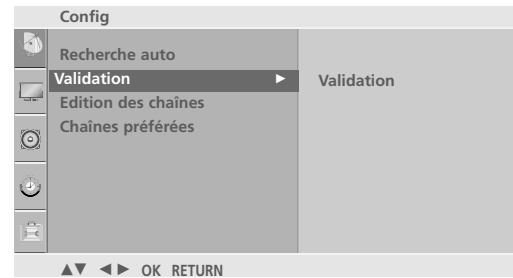 Config
Recherche auto
Validation ► Validation
Edition des chaînes
Chaînes préférées
▲▼ ◄► OK RETURN